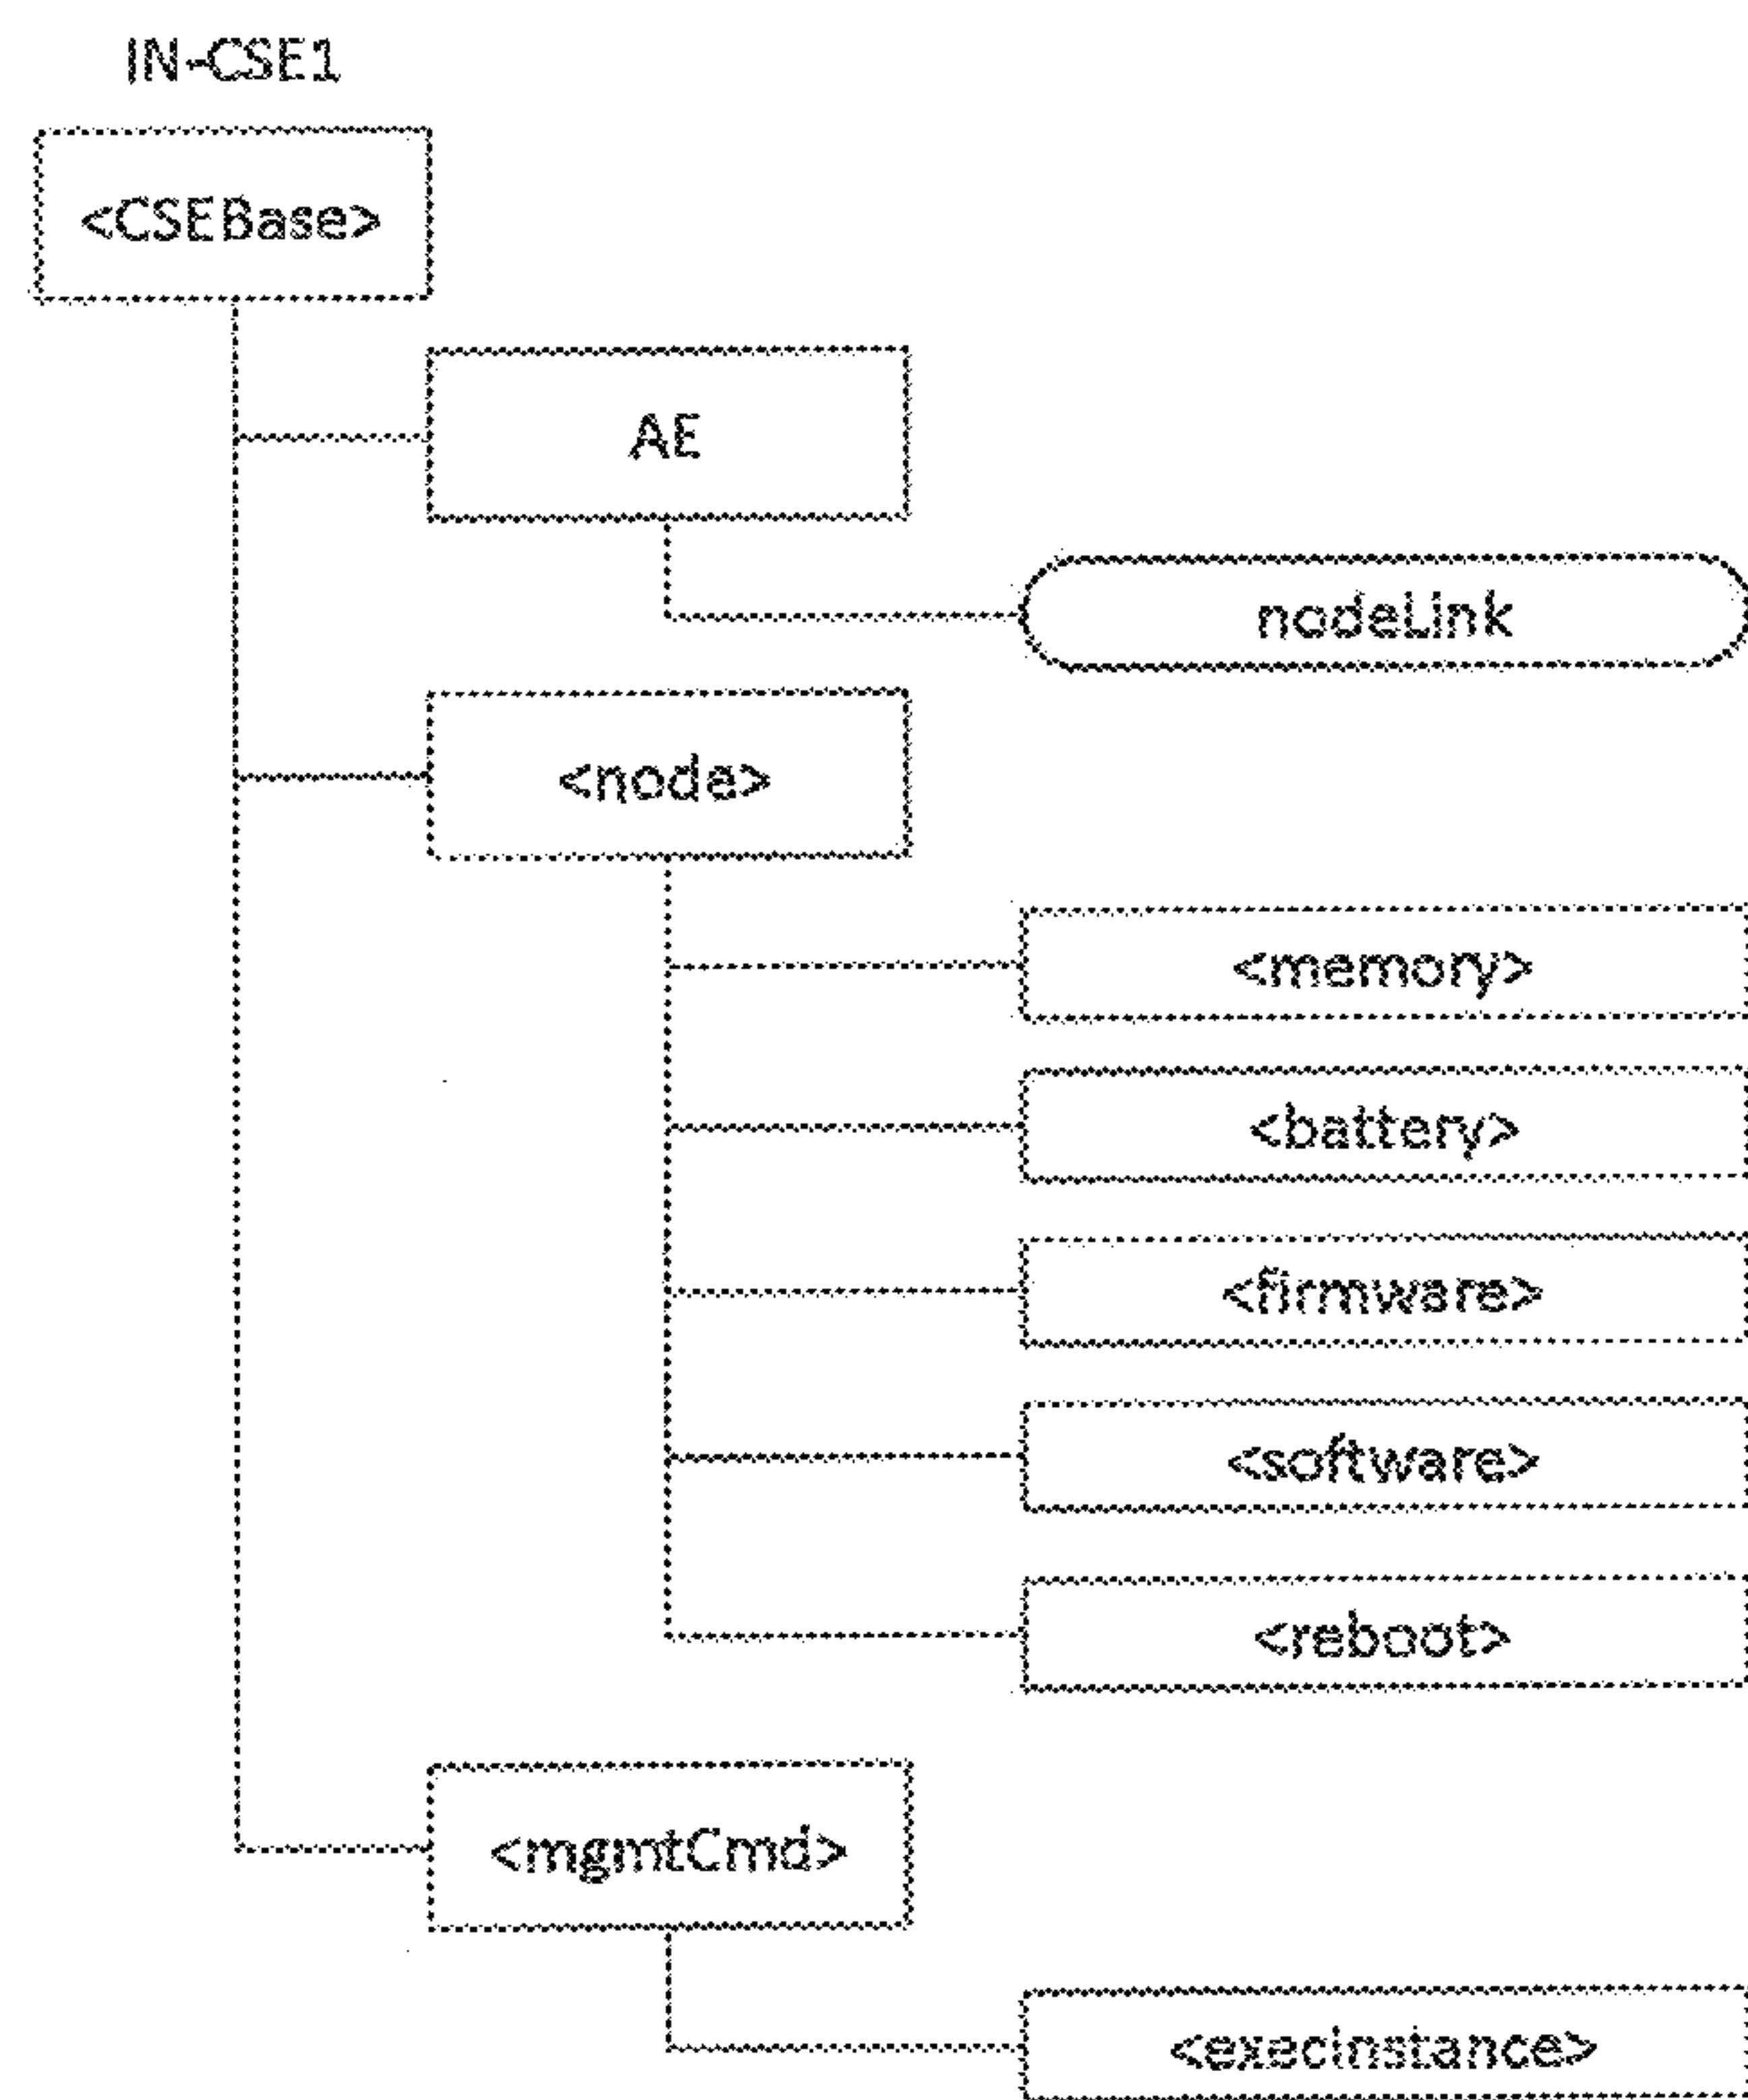 IN-CSE1
<CSEBase>
AE
nodeLink
<node>
<memory>
<battery>
<firmware>
<software>
<reboot>
<mgmtCmd>
<execInstance>